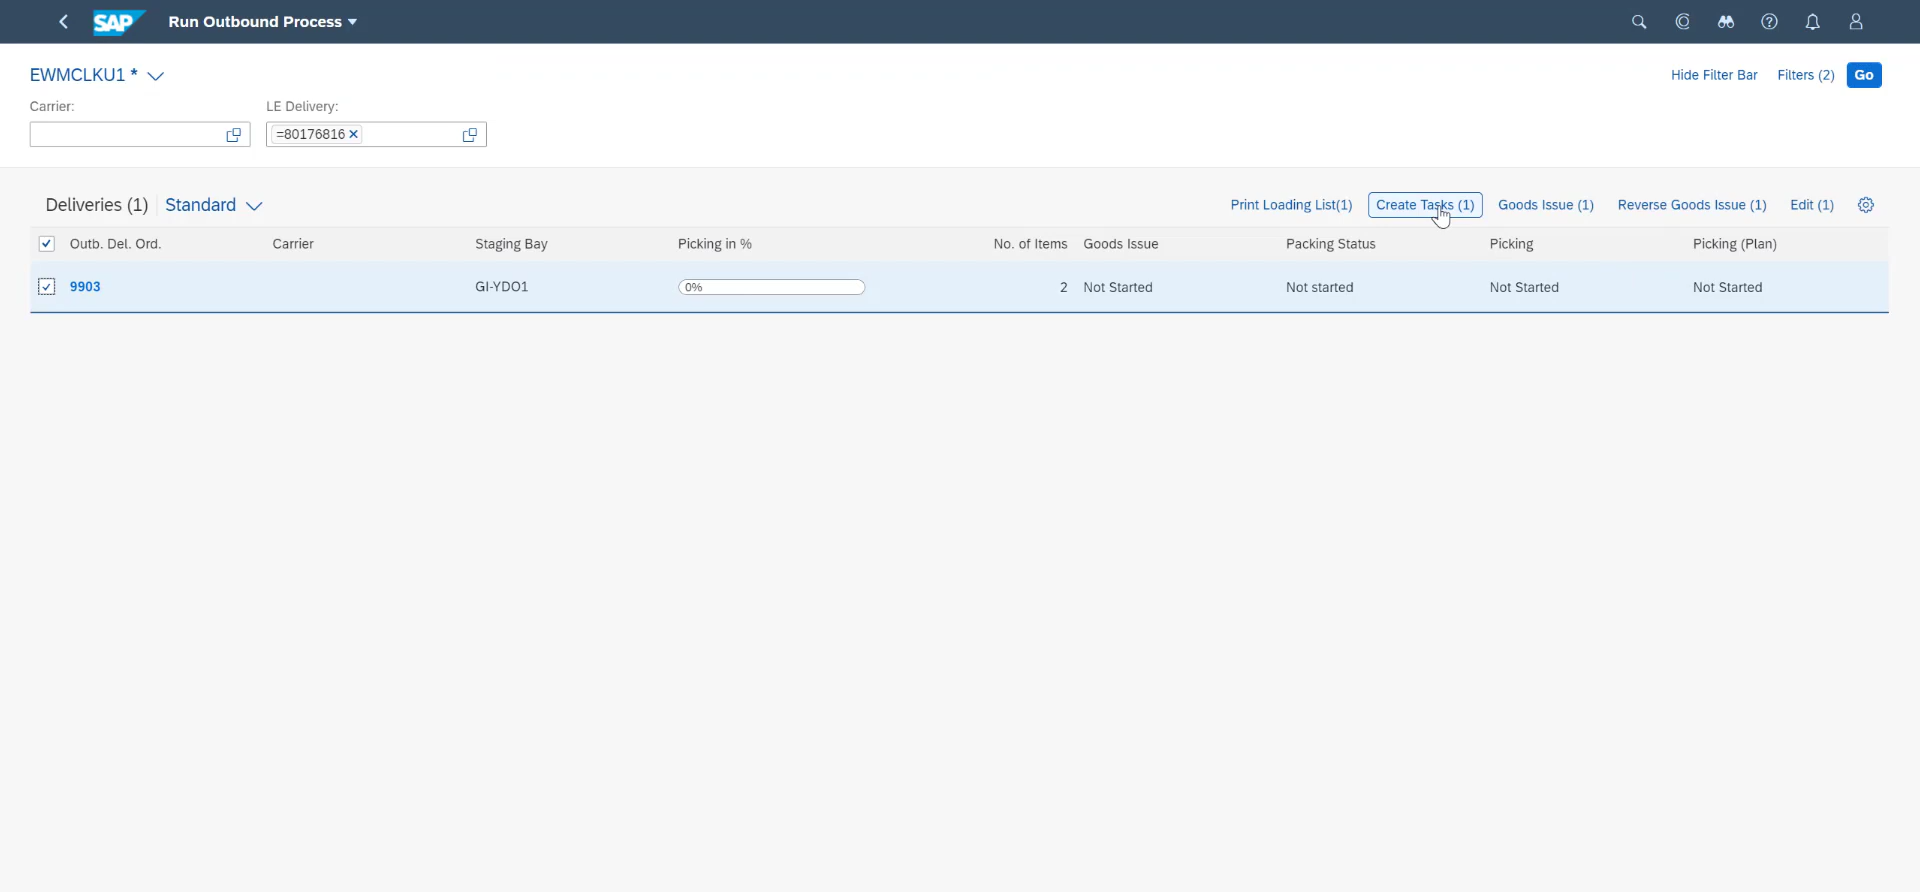 SAP Run Outbound Process
EWMCLKU1 *
Hide Filter Bar Filters (2) Go
Carrier: LE Delivery:
=80176816
Deliveries (1) Standard Print Loading List(1) Create Tasks (1) Goods Issue (1) Reverse Goods Issue (1) Edit (1)
Outb. Del. Ord. Carrier Staging Bay Picking in % No. of Items Goods Issue Packing Status Picking Picking (Plan)
9903 GI-YDO1 0% 2 Not Started Not started Not Started Not Started